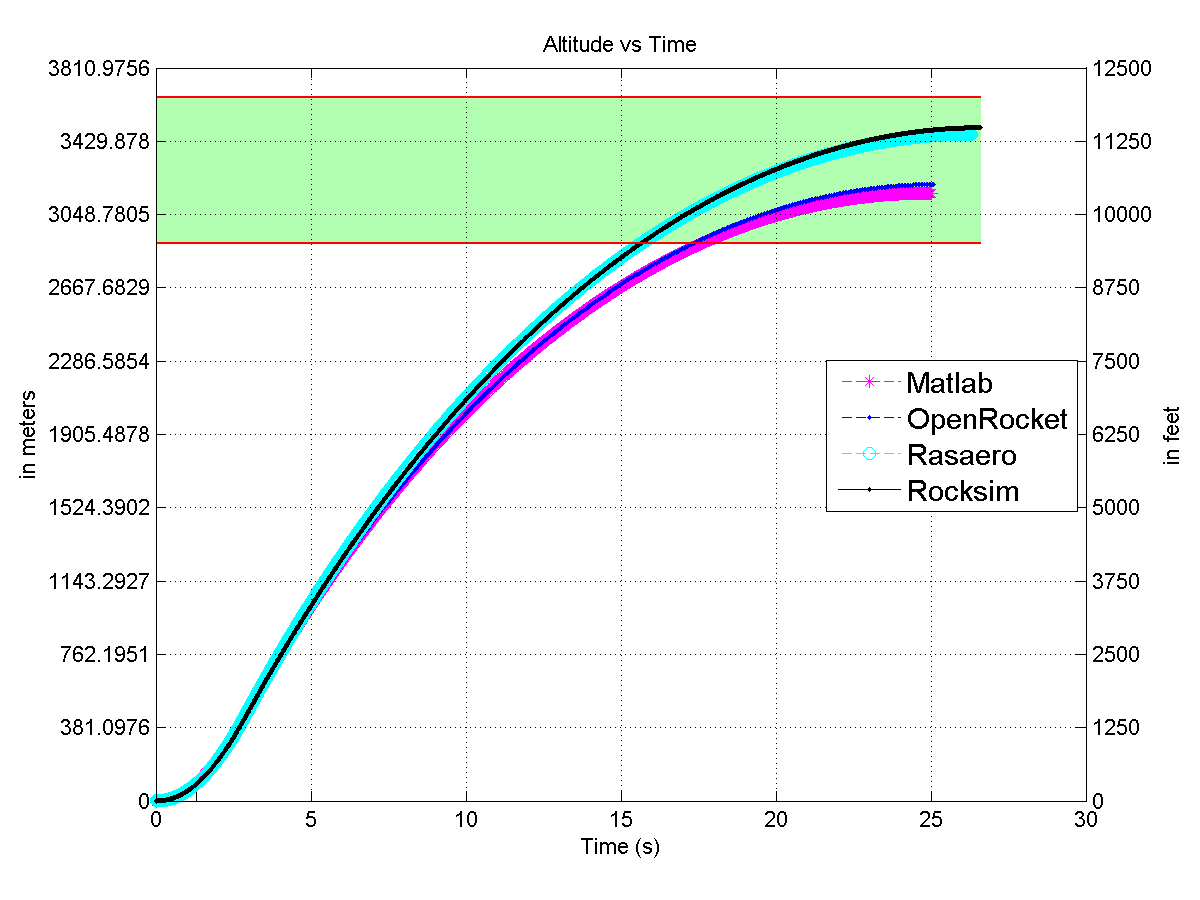 Altitude vs Time
3810.9756
3429.878
3048.7805
2667.6829
2286.5854
1905.4878
1524.3902
1143.2927
762.1951
381.0976
0
in meters
12500
11250
10000
8750
7500
6250
5000
3750
2500
1250
0
in feet
Matlab
OpenRocket
Rasaero
Rocksim
0 5 10 15 20 25 30
Time (s)